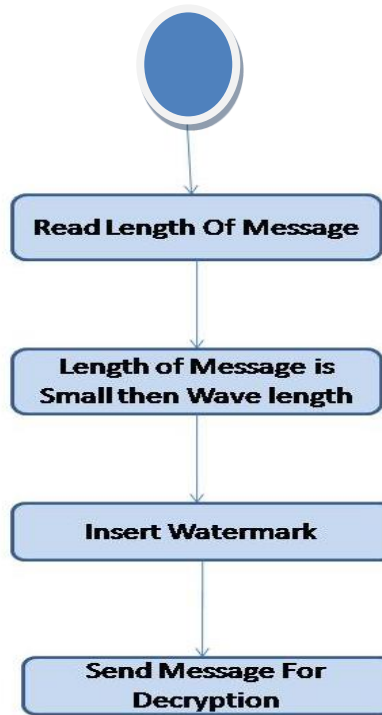 Read Length Of Message
Length of Message is
Small then Wave length
Insert Watermark
Send Message For
Decryption